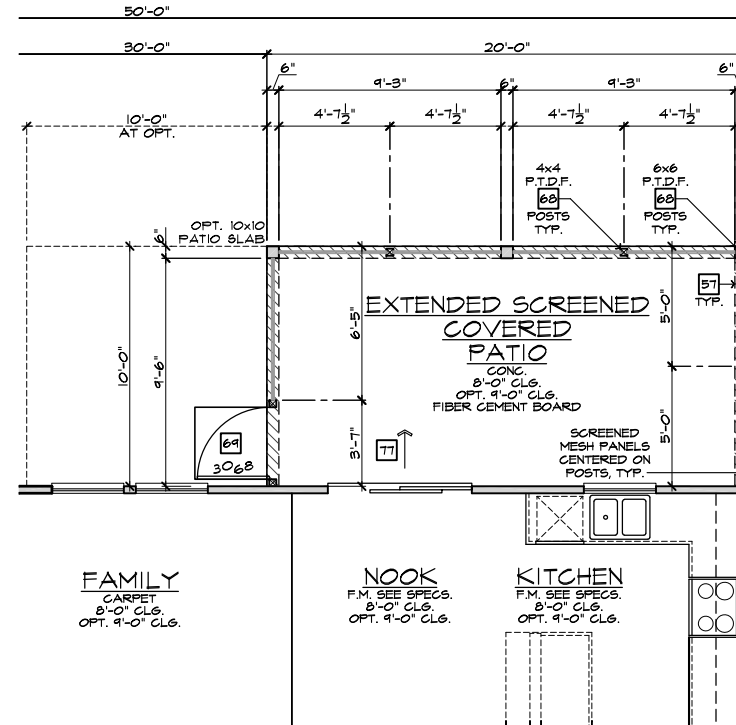 50'-0"
30'-0"
20'-0"
6"
9'-3"
6"
9'-3"
6"
10'-0"
AT OPT.
4'-7½"
4'-7½"
4'-7½"
4'-7½"
4x4
P.T.D.F.
68
POSTS
TYP.
6x6
P.T.D.F.
68
POSTS
TYP.
OPT. 10x10
PATIO SLAB
6"
10'-0"
9'-6"
6'-5"
3'-7"
EXTENDED SCREENED
COVERED
PATIO
CONC.
8'-0" CLG.
OPT. 9'-0" CLG.
FIBER CEMENT BOARD
5'-0"
5'-0"
57
TYP.
69
3068
77
SCREENED
MESH PANELS
CENTERED ON
POSTS, TYP.
FAMILY
CARPET
8'-0" CLG.
OPT. 9'-0" CLG.
NOOK
F.M. SEE SPECS.
8'-0" CLG.
OPT. 9'-0" CLG.
KITCHEN
F.M. SEE SPECS.
8'-0" CLG.
OPT. 9'-0" CLG.